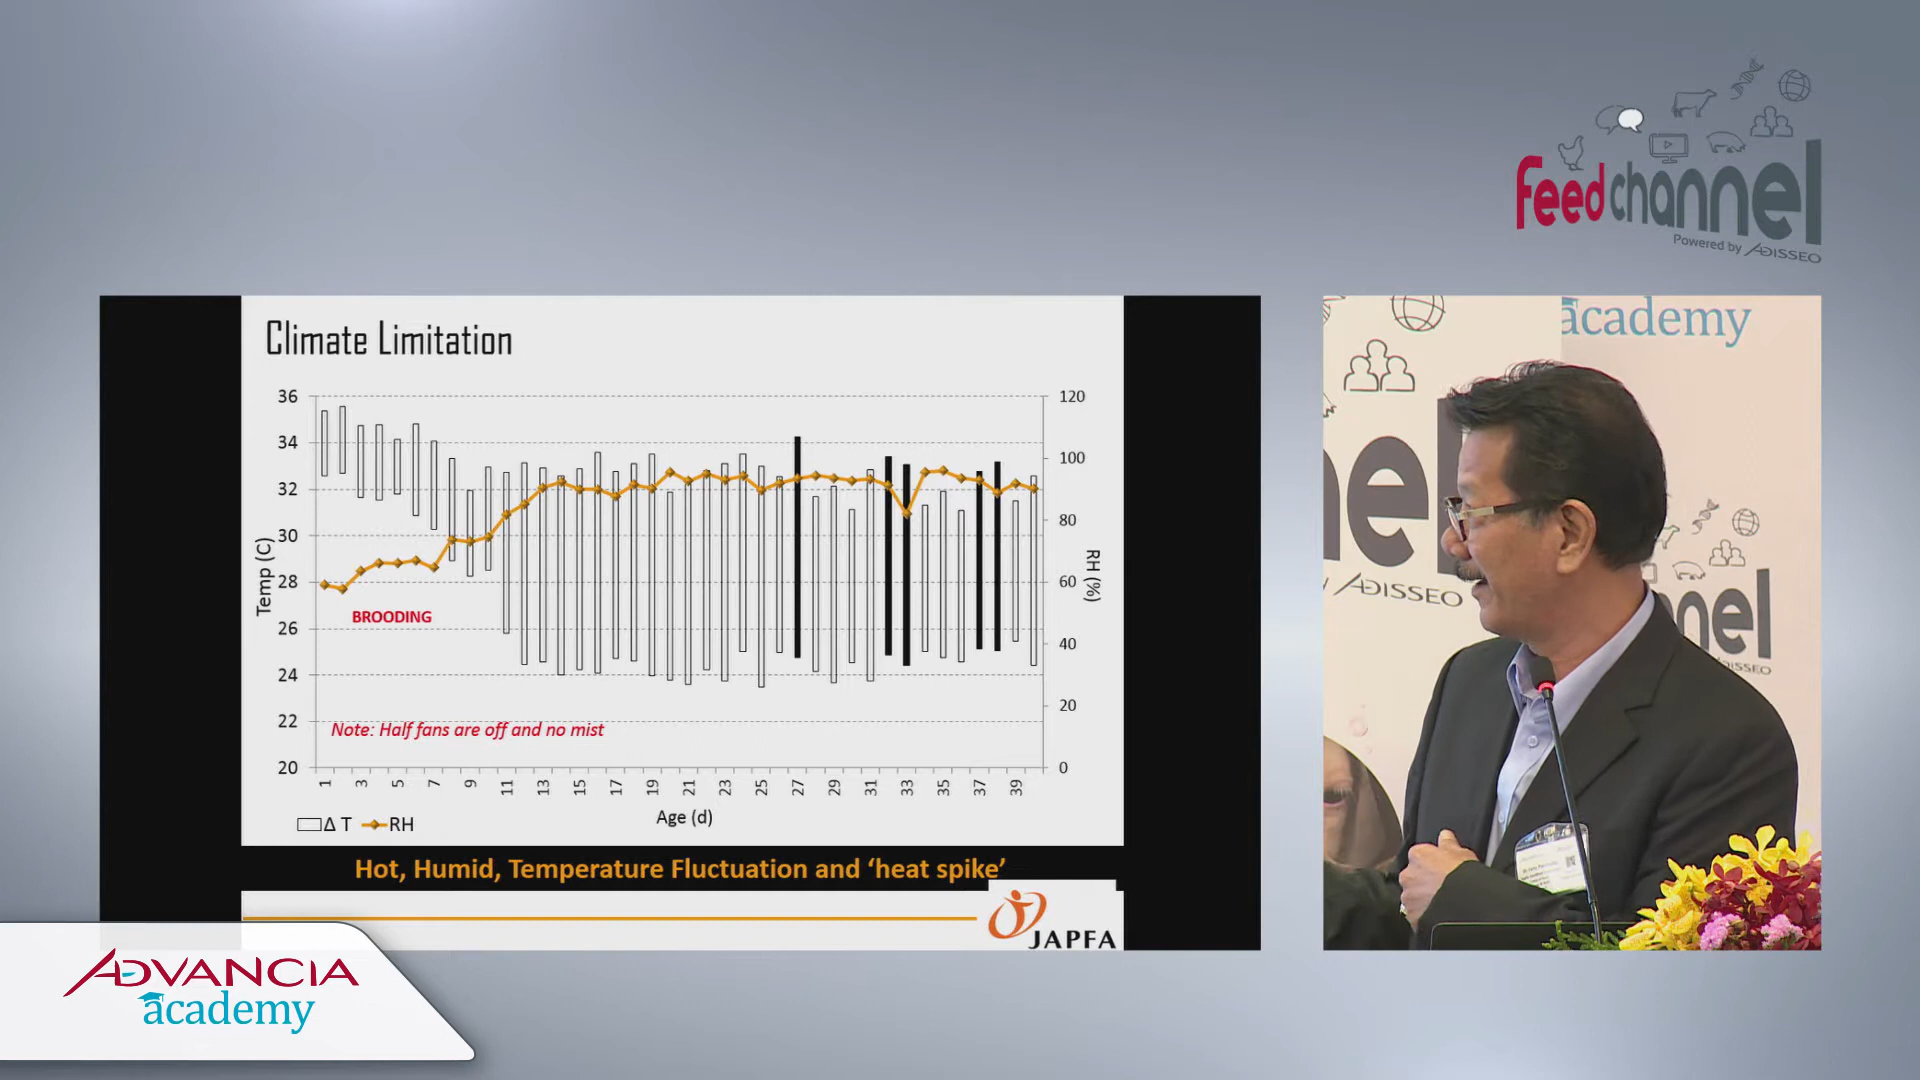 feedchannel
Powered by ADISSEO
Climate Limitation
36
34
32
30
28
26
24
22
20
Temp (C)
120
100
80
60
40
20
0
RH (%)
BROODING
Note: Half fans are off and no mist
1
3
5
7
9
11
13
15
17
19
21
23
25
27
29
31
33
35
37
39
Age (d)
Δ T
RH
Hot, Humid, Temperature Fluctuation and ‘heat spike’
JAPFA
academy
nel
y ADISSEO
nnel
DISSEO
ADVANCIA
academy